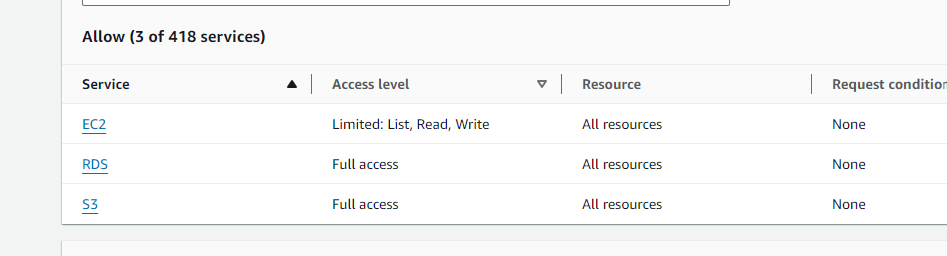 Allow (3 of 418 services)
Service Access level Resource Request condition
EC2 Limited: List, Read, Write All resources None
RDS Full access All resources None
S3 Full access All resources None